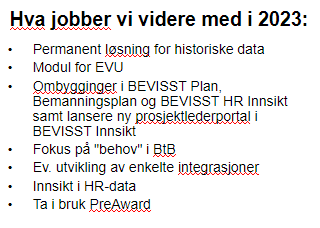 Hva jobber vi videre med i 2023:
• Permanent løsning for historiske data
• Modul for EVU
• Ombygginger i BEVISST Plan,
Bemanningsplan og BEVISST HR Innsikt
samt lansere ny prosjektlederportal i
BEVISST Innsikt
• Fokus på "behov" i BtB
• Ev. utvikling av enkelte integrasjoner
• Innsikt i HR-data
• Ta i bruk PreAward